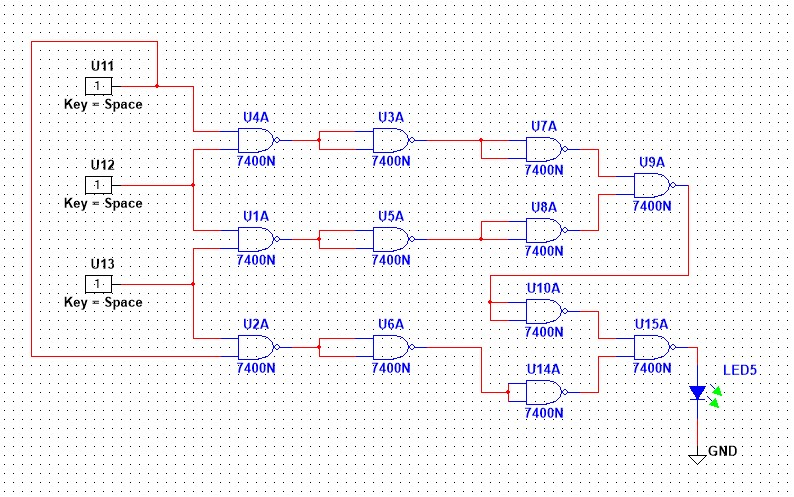 U11
1
Key = Space
U12
1
Key = Space
U13
1
Key = Space
U4A
7400N
U3A
7400N
U7A
7400N
U9A
7400N
U1A
7400N
U5A
7400N
U8A
7400N
U2A
7400N
U6A
7400N
U10A
7400N
U15A
7400N
U14A
7400N
LED5
GND